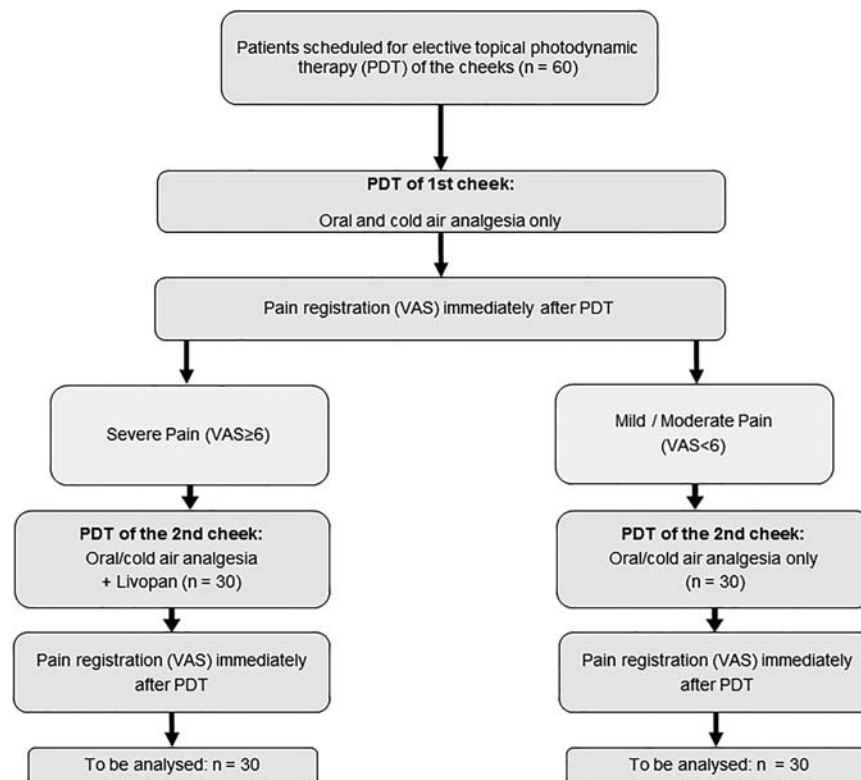 Patients scheduled for elective topical photodynamic
therapy (PDT) of the cheeks (n = 60)
PDT of 1st cheek:
Oral and cold air analgesia only
Pain registration (VAS) immediately after PDT
Severe Pain (VAS≥6)
Mild / Moderate Pain
(VAS<6)
PDT of the 2nd cheek:
Oral/cold air analgesia
+ Livopan (n = 30)
PDT of the 2nd cheek:
Oral/cold air analgesia only
(n = 30)
Pain registration (VAS) immediately
after PDT
Pain registration (VAS) immediately
after PDT
To be analysed: n = 30
To be analysed: n = 30